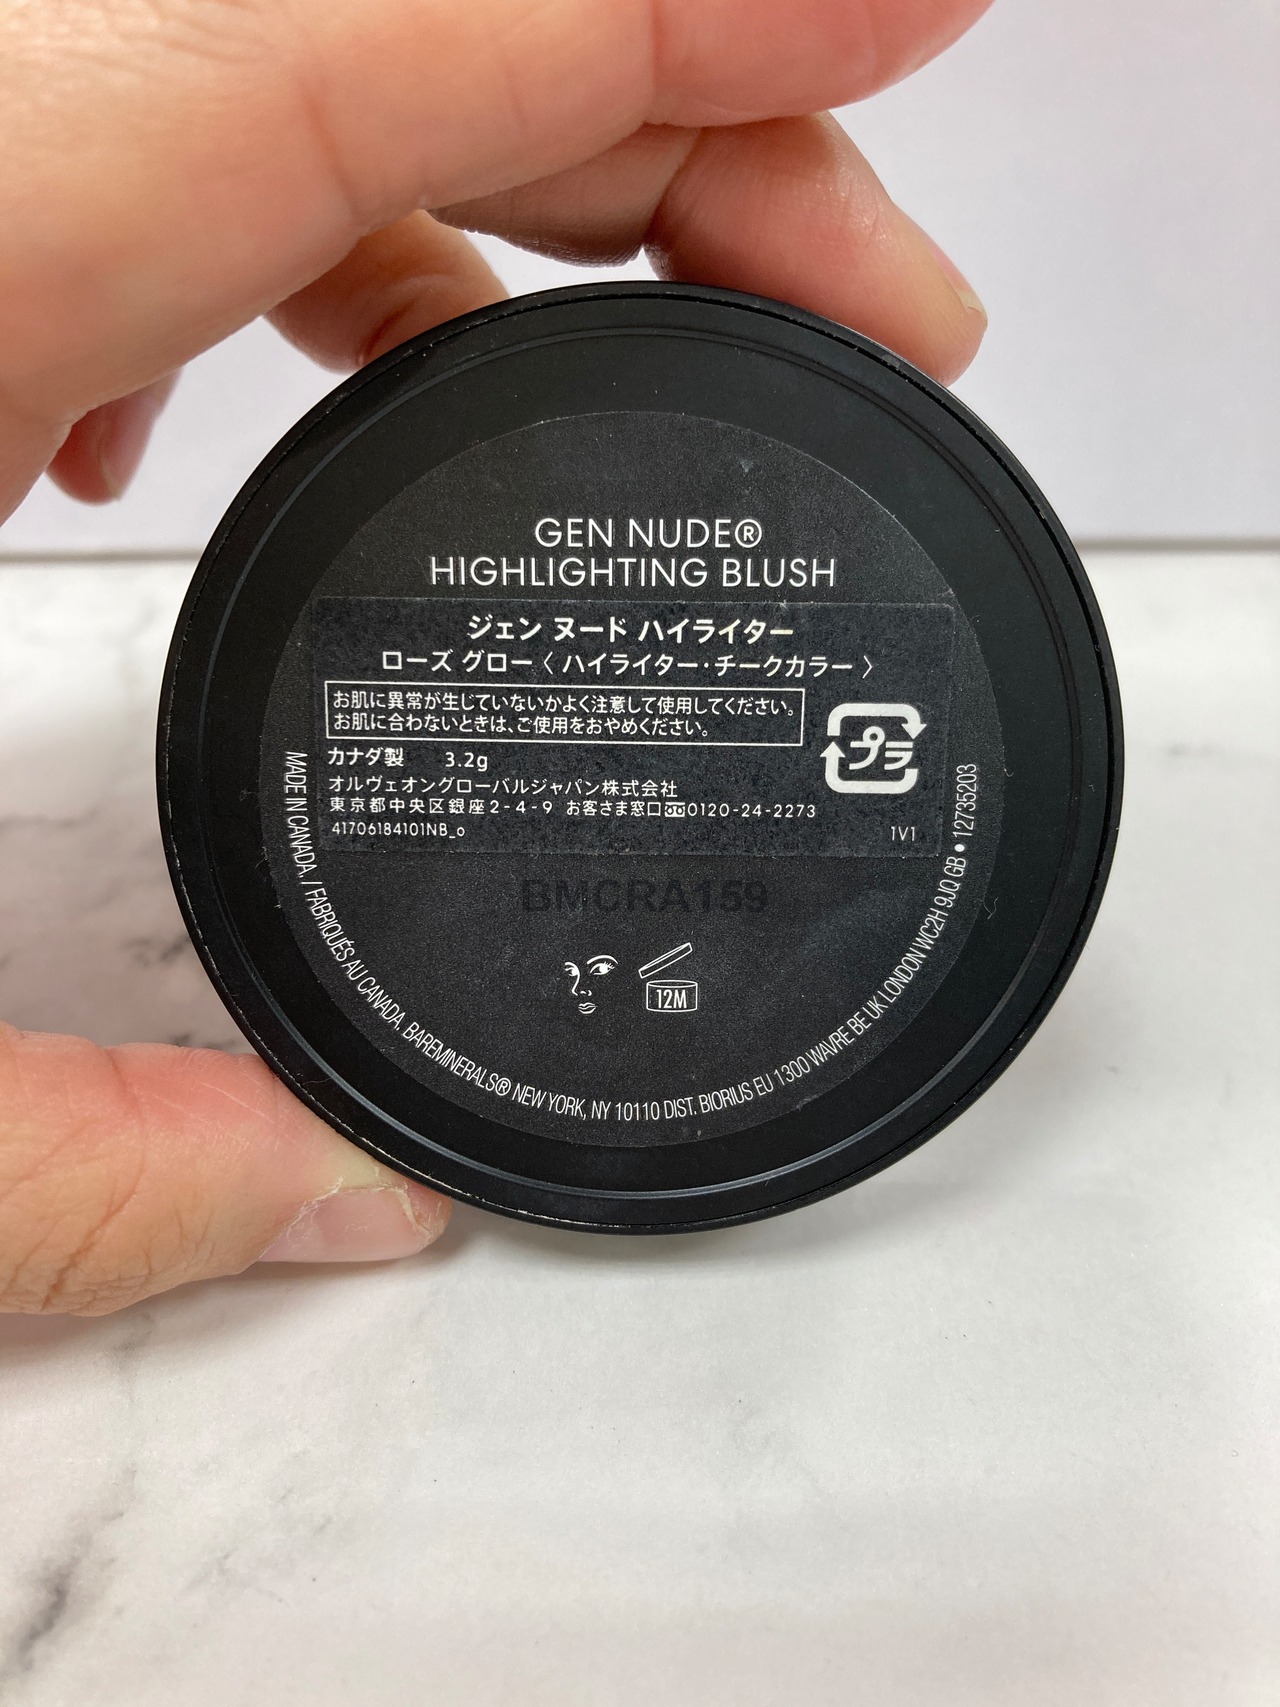 GEN NUDE®
HIGHLIGHTING BLUSH
ジェン ヌード ハイライター
ローズ グロー〈 ハイライター・チークカラー 〉
お肌に異常が生じていないかよく注意して使用してください。
お肌に合わないときは、ご使用をおやめください。
プラ
カナダ製 3.2g
オルヴェオングローバルジャパン株式会社
東京都中央区銀座2-4-9 お客さま窓口0120-24-2273
41706184101NB_o 1V1
BMCRA159
12M
MADE IN CANADA. / FABRIQUÉS AU CANADA. BAREMINERALS® NEW YORK, NY 10110 DIST. BIORIUS EU 1300 WAVRE BE UK LONDON WC2H 9JQ GB • 12735203